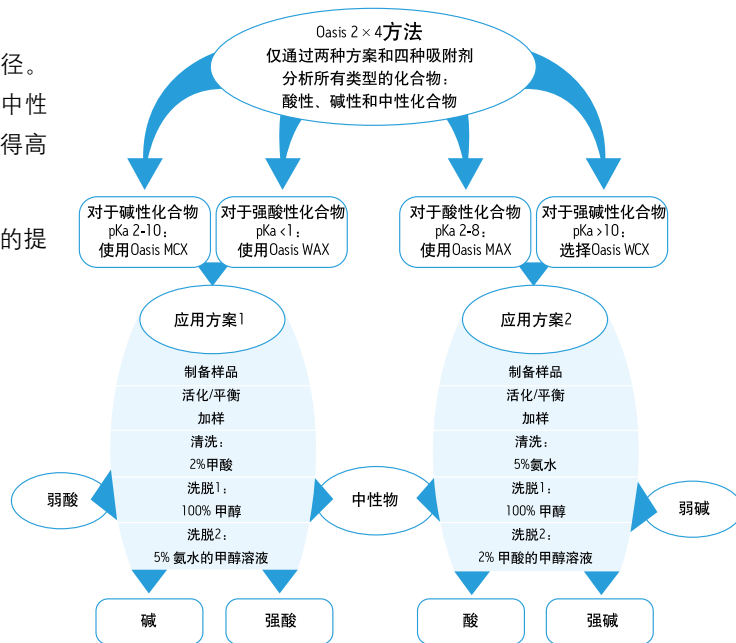 Oasis 2 × 4方法
仅通过两种方案和四种吸附剂
分析所有类型的化合物：
酸性、碱性和中性化合物
径。
中性
得高
的提
对于碱性化合物
pKa 2-10；
使用Oasis MCX
对于强酸性化合物
pKa <1；
使用Oasis WAX
对于酸性化合物
pKa 2-8；
使用Oasis MAX
对于强碱性化合物
pKa >10；
选择Oasis WCX
应用方案1
制备样品
活化/平衡
加样
清洗：
2%甲酸
洗脱1：
100% 甲醇
洗脱2：
5% 氨水的甲醇溶液
应用方案2
制备样品
活化/平衡
加样
清洗：
5%氨水
洗脱1：
100% 甲醇
洗脱2：
2% 甲酸的甲醇溶液
弱酸
中性物
弱碱
碱
强酸
酸
强碱